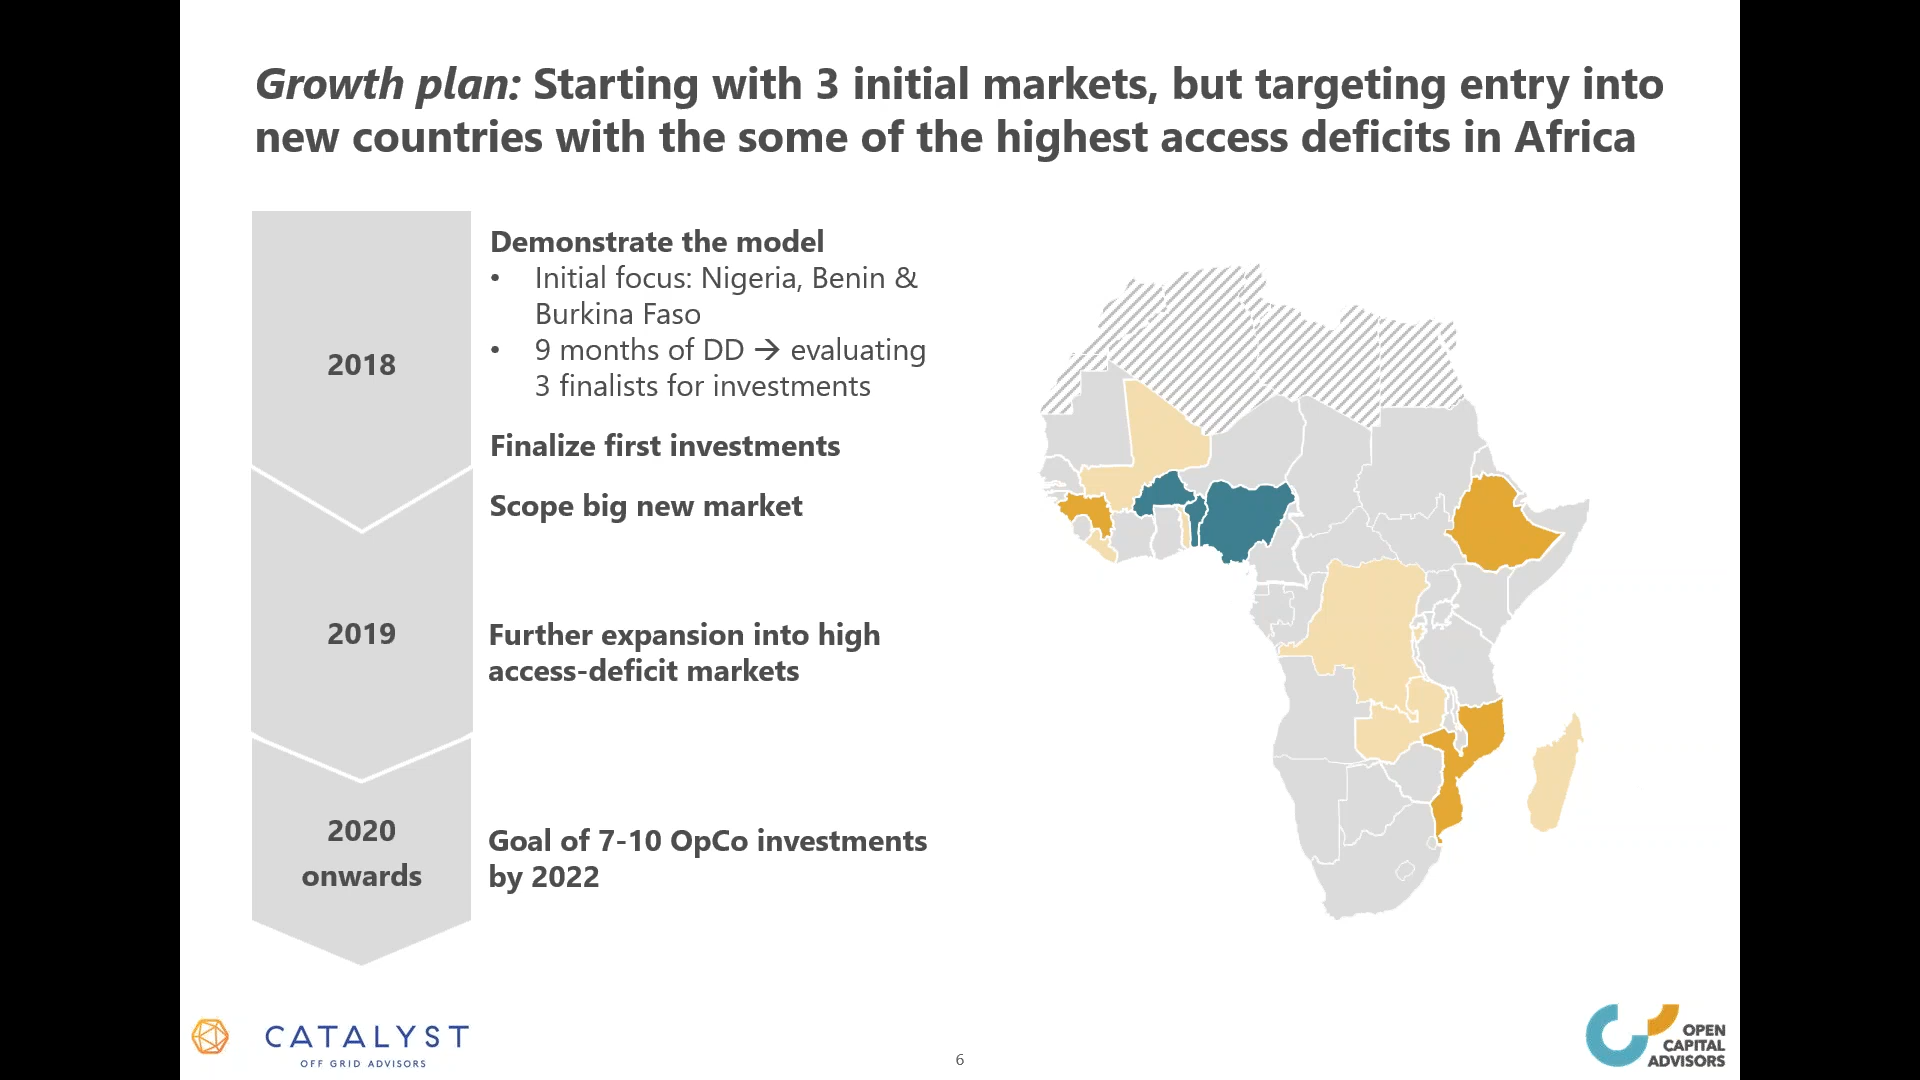 Growth plan: Starting with 3 initial markets, but targeting entry into
new countries with the some of the highest access deficits in Africa
2018
Demonstrate the model
• Initial focus: Nigeria, Benin &
Burkina Faso
• 9 months of DD → evaluating
3 finalists for investments
Finalize first investments
Scope big new market
2019
Further expansion into high
access-deficit markets
2020
onwards
Goal of 7-10 OpCo investments
by 2022
CATALYST
OFF GRID ADVISORS
6
OPEN
CAPITAL
ADVISORS